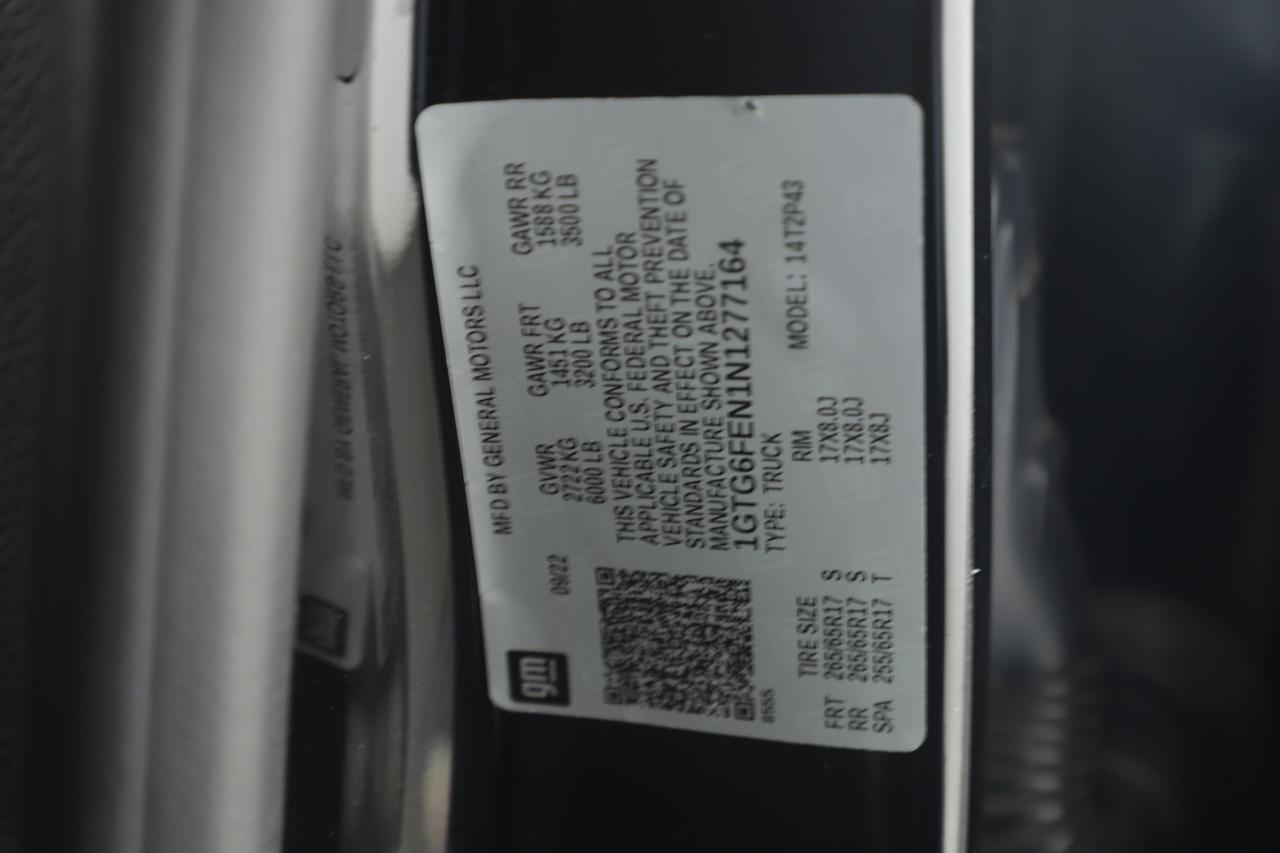 gm
MFD BY GENERAL MOTORS LLC
09/22
GVWR GAWR FRT GAWR RR
2722 KG 1451 KG 1588 KG
6000 LB 3200 LB 3500 LB
THIS VEHICLE CONFORMS TO ALL
APPLICABLE U.S. FEDERAL MOTOR
VEHICLE SAFETY AND THEFT PREVENTION
STANDARDS IN EFFECT ON THE DATE OF
MANUFACTURE SHOWN ABOVE.
1GTG6FEN1N1277164
TYPE: TRUCK MODEL: 14T2P43
8555
TIRE SIZE RIM
FRT 265/65R17 S 17X8.0J
RR 265/65R17 S 17X8.0J
SPA 255/65R17 T 17X8J